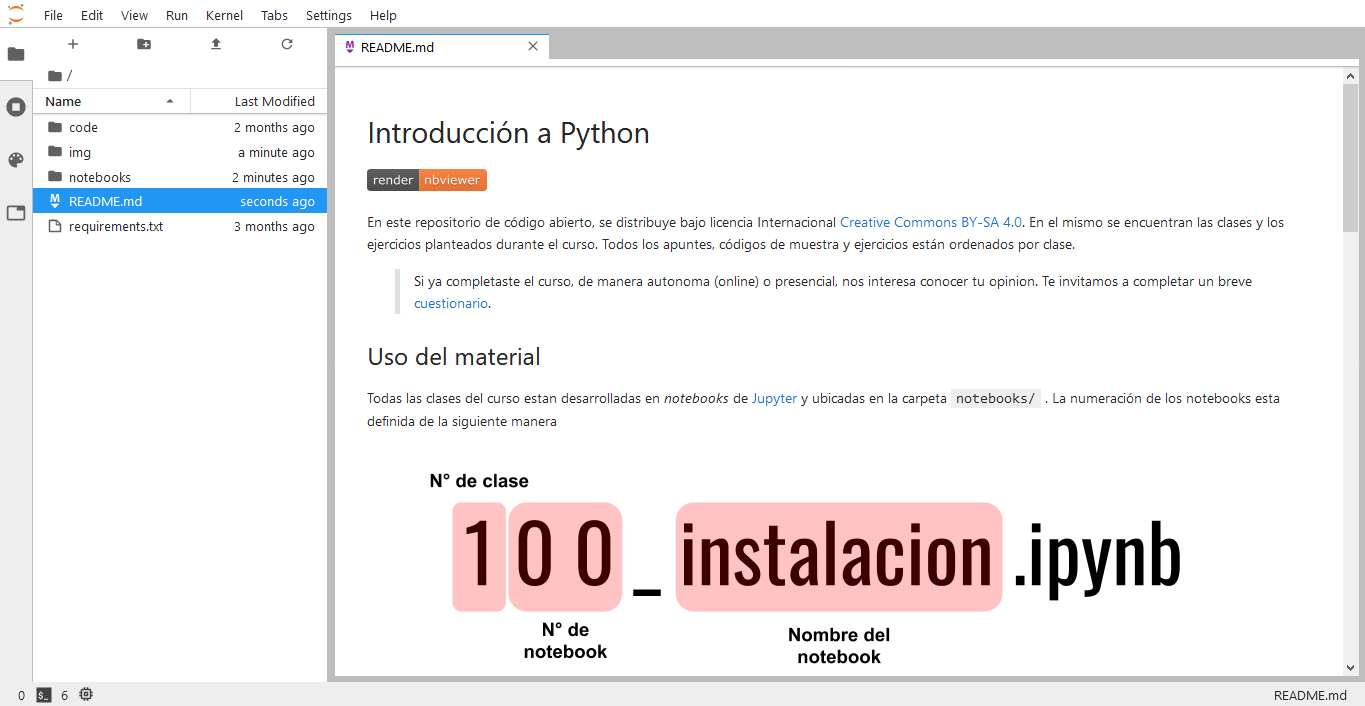 File Edit View Run Kernel Tabs Settings Help
README.md
/
Name Last Modified
code 2 months ago
img a minute ago
notebooks 2 minutes ago
README.md seconds ago
requirements.txt 3 months ago
Introducción a Python
render nbviewer
En este repositorio de código abierto, se distribuye bajo licencia Internacional Creative Commons BY-SA 4.0. En el mismo se encuentran las clases y los
ejercicios planteados durante el curso. Todos los apuntes, códigos de muestra y ejercicios están ordenados por clase.
Si ya completaste el curso, de manera autonoma (online) o presencial, nos interesa conocer tu opinion. Te invitamos a completar un breve
cuestionario.
Uso del material
Todas las clases del curso estan desarrolladas en notebooks de Jupyter y ubicadas en la carpeta notebooks/ . La numeración de los notebooks esta
definida de la siguiente manera
N° de clase
100_instalacion.ipynb
N° de
notebook
Nombre del
notebook
0 $_ 6 README.md